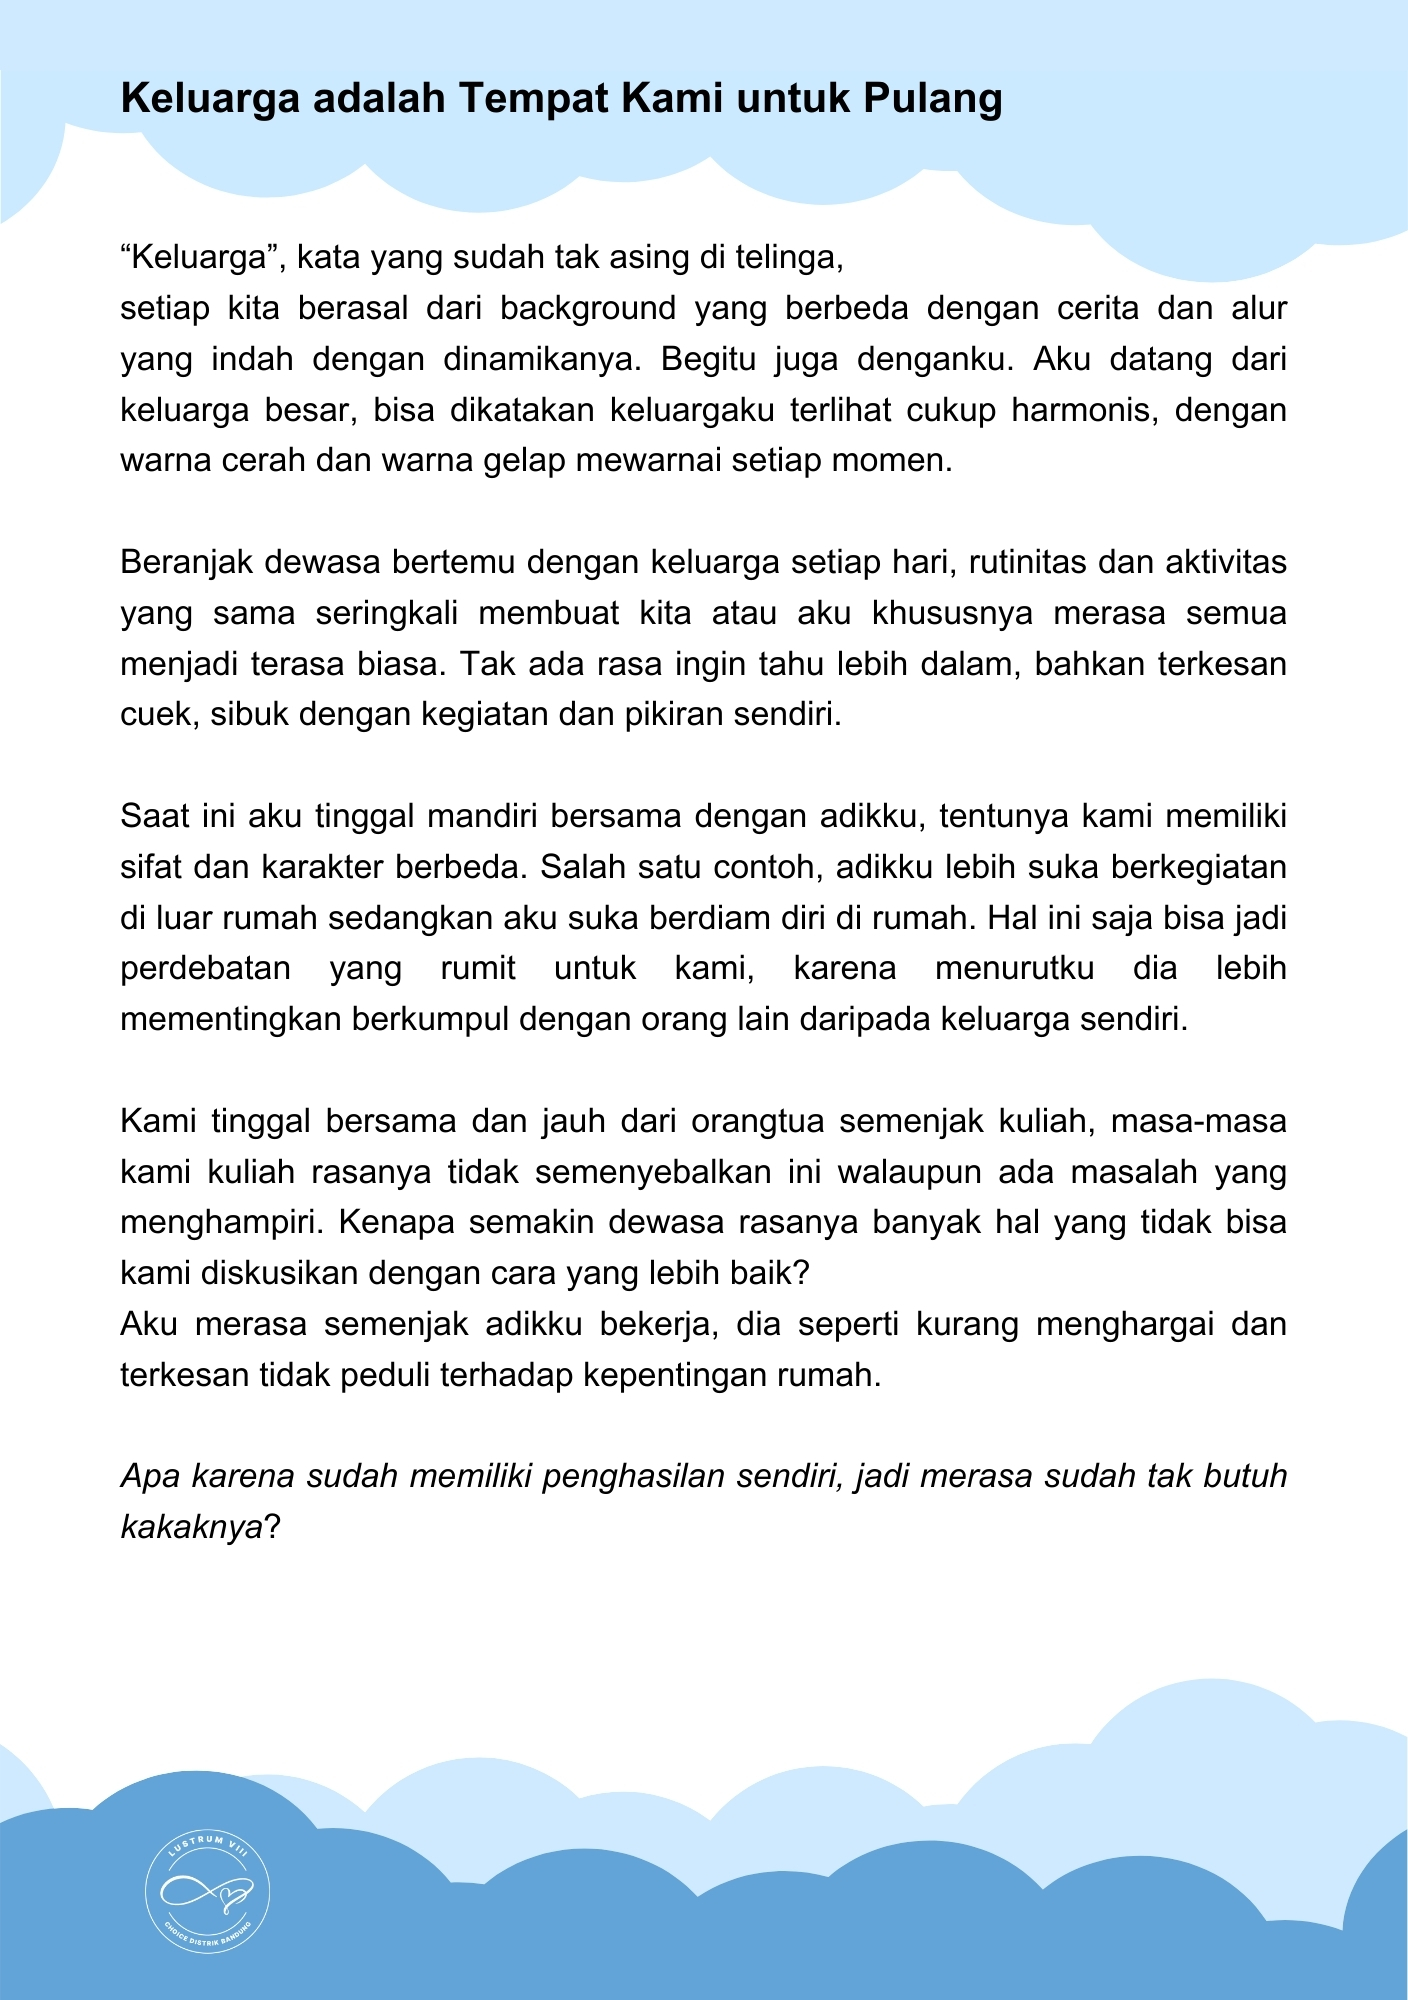 Keluarga adalah Tempat Kami untuk Pulang
“Keluarga”, kata yang sudah tak asing di telinga,
setiap kita berasal dari background yang berbeda dengan cerita dan alur
yang indah dengan dinamikanya. Begitu juga denganku. Aku datang dari
keluarga besar, bisa dikatakan keluargaku terlihat cukup harmonis, dengan
warna cerah dan warna gelap mewarnai setiap momen.
Beranjak dewasa bertemu dengan keluarga setiap hari, rutinitas dan aktivitas
yang sama seringkali membuat kita atau aku khususnya merasa semua
menjadi terasa biasa. Tak ada rasa ingin tahu lebih dalam, bahkan terkesan
cuek, sibuk dengan kegiatan dan pikiran sendiri.
Saat ini aku tinggal mandiri bersama dengan adikku, tentunya kami memiliki
sifat dan karakter berbeda. Salah satu contoh, adikku lebih suka berkegiatan
di luar rumah sedangkan aku suka berdiam diri di rumah. Hal ini saja bisa jadi
perdebatan yang rumit untuk kami, karena menurutku dia lebih
mementingkan berkumpul dengan orang lain daripada keluarga sendiri.
Kami tinggal bersama dan jauh dari orangtua semenjak kuliah, masa-masa
kami kuliah rasanya tidak semenyebalkan ini walaupun ada masalah yang
menghampiri. Kenapa semakin dewasa rasanya banyak hal yang tidak bisa
kami diskusikan dengan cara yang lebih baik?
Aku merasa semenjak adikku bekerja, dia seperti kurang menghargai dan
terkesan tidak peduli terhadap kepentingan rumah.
Apa karena sudah memiliki penghasilan sendiri, jadi merasa sudah tak butuh
kakaknya?
LUSTRUM VIII
CHOICE DISTRIK BANDUNG